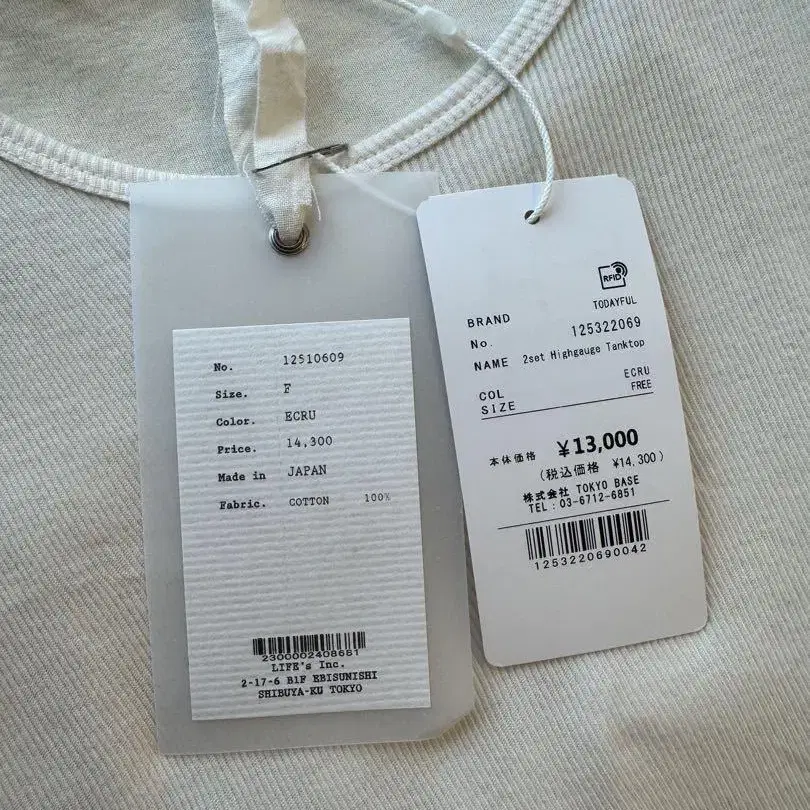 No. 12510609
Size. F
Color. ECRU
Price. 14,300
Made in JAPAN
Fabric. COTTON 100%
2300002408681
LIFE's Inc.
2-17-6 B1F EBISUNISHI
SHIBUYA-KU TOKYO
RFID
BRAND TODAYFUL
No. 125322069
NAME 2set Highgauge Tanktop
COL ECRU
SIZE FREE
本体価格 ¥13,000
(税込価格 ¥14,300)
株式会社 TOKYO BASE
TEL:03-6712-6851
1253220690042